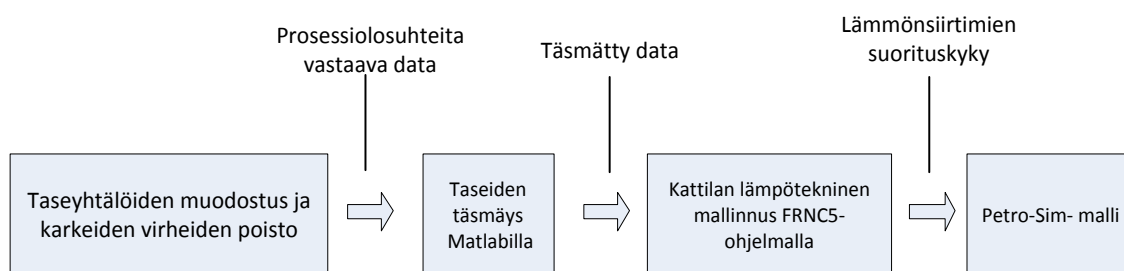 Prosessiolosuhteita
vastaava data
Täsmätty data
Lämmönsiirtimien
suorituskyky
Taseyhtälöiden muodostus ja
karkeiden virheiden poisto
Taseiden
täsmäys
Matlabilla
Kattilan lämpötekninen
mallinnus FRNC5-
ohjelmalla
Petro-Sim- malli